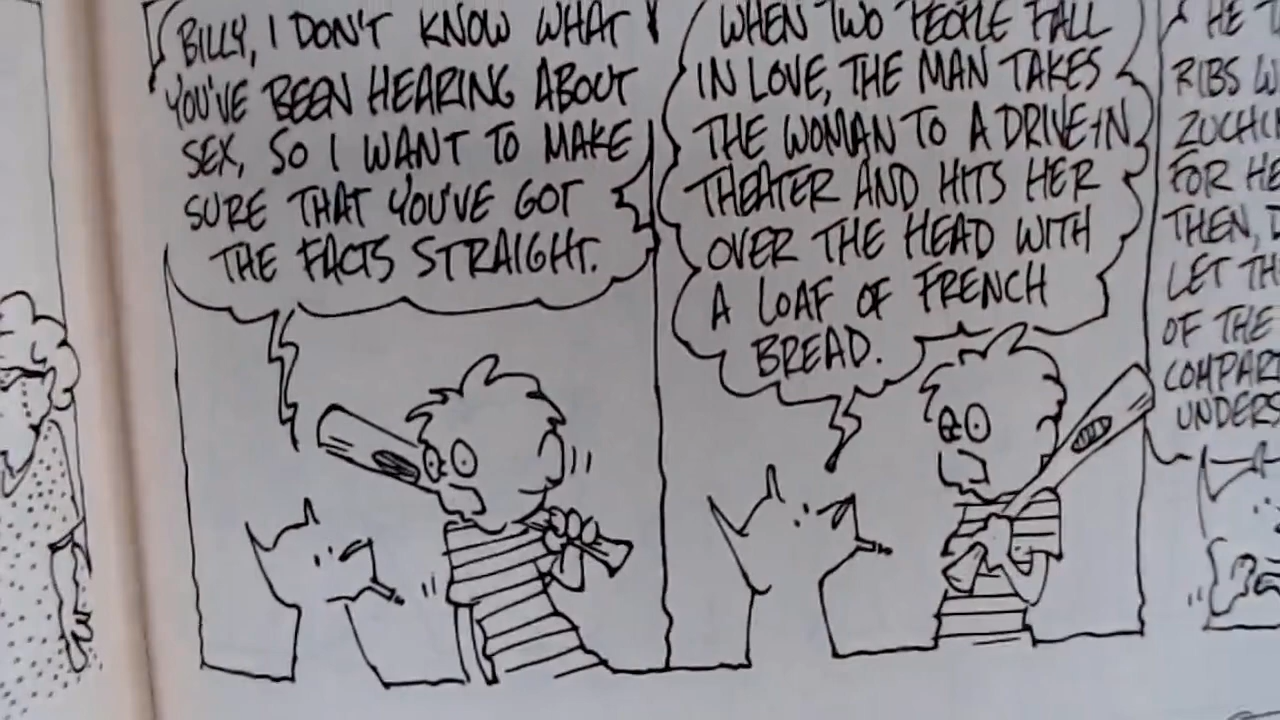 BILLY, I DON'T KNOW WHAT
YOU'VE BEEN HEARING ABOUT
SEX, SO I WANT TO MAKE
SURE THAT YOU'VE GOT
THE FACTS STRAIGHT.
WHEN TWO PEOPLE FALL
IN LOVE, THE MAN TAKES
THE WOMAN TO A DRIVE-IN
THEATER AND HITS HER
OVER THE HEAD WITH
A LOAF OF FRENCH
BREAD.
HE
RIBS
FOR
THEN,
LET
OF THE